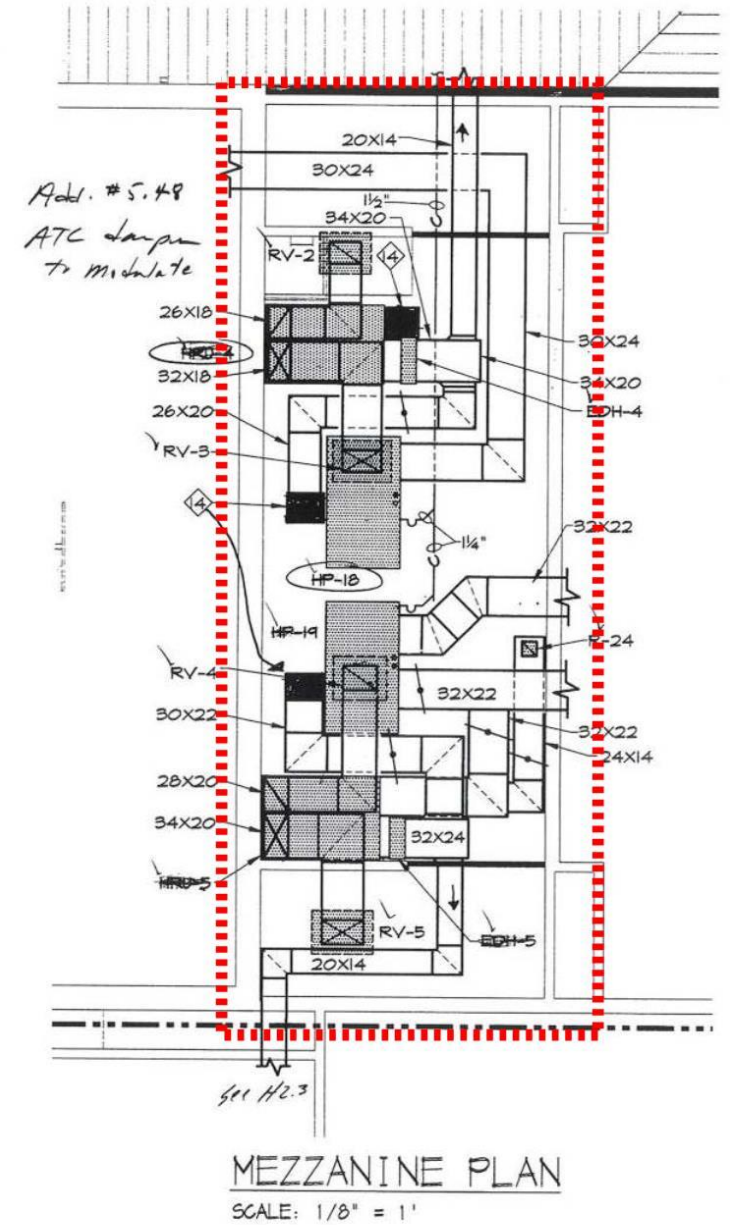 20X14
30X24
Add. #5.48
ATC damper
to modulate
1½"
34X20
RV-2
14
26X18
HRU-4
30X24
32X18
34X20
26X20
EDH-4
RV-3
14
32X22
1¼"
HP-18
HP-19
R-24
RV-4
32X22
30X22
32X22
24X14
28X20
34X20
32X24
HRU-5
RV-5
EDH-5
20X14
See H2.3
MEZZANINE PLAN
SCALE: 1/8" = 1'